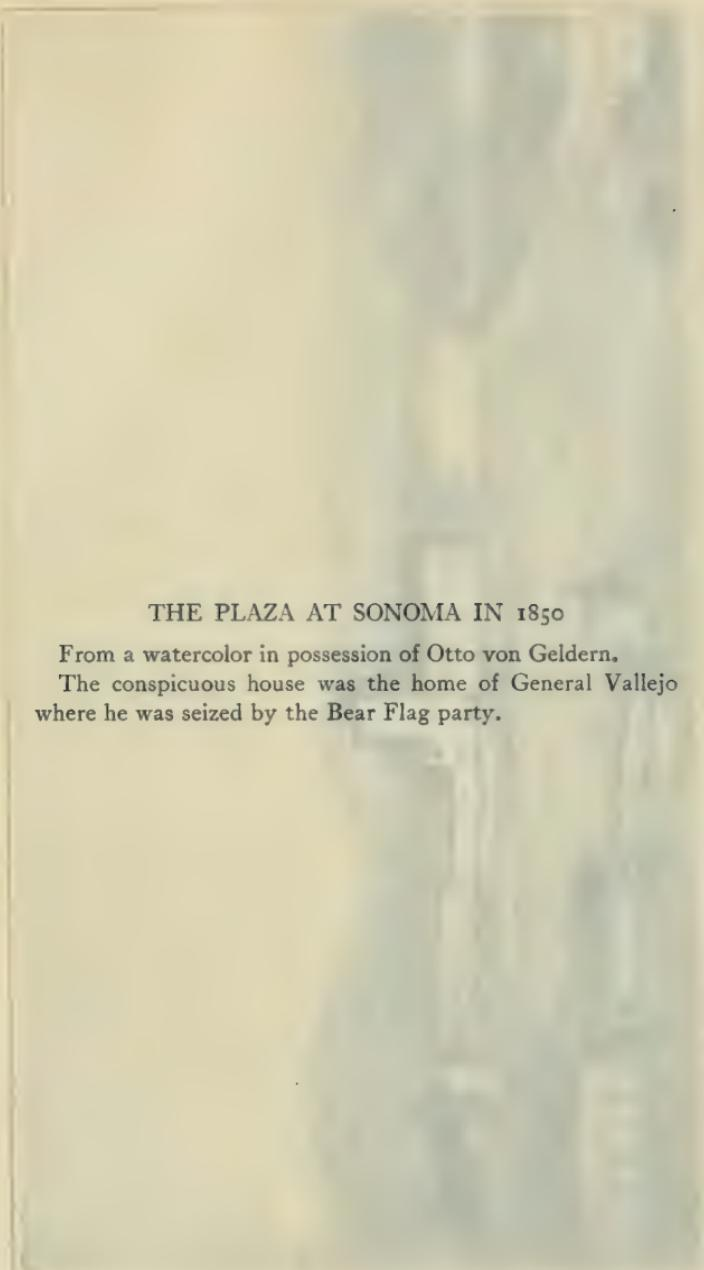 THE PLAZA AT SONOMA IN 1850
From a watercolor in possession of Otto von Geldern.
The conspicuous house was the home of General Vallejo
where he was seized by the Bear Flag party.